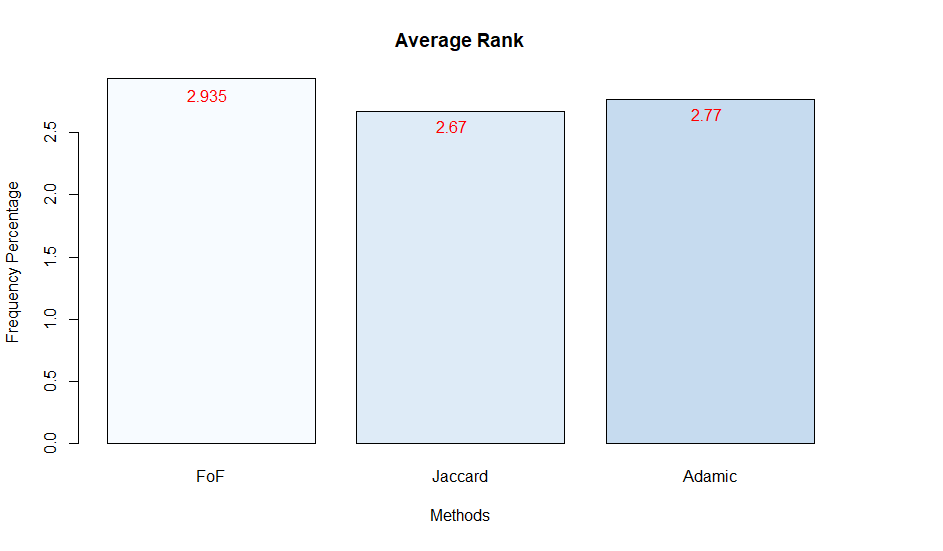 Average Rank
2.935
2.67
2.77
Frequency Percentage
2.5
2.0
1.5
1.0
0.5
0.0
FoF
Jaccard
Adamic
Methods